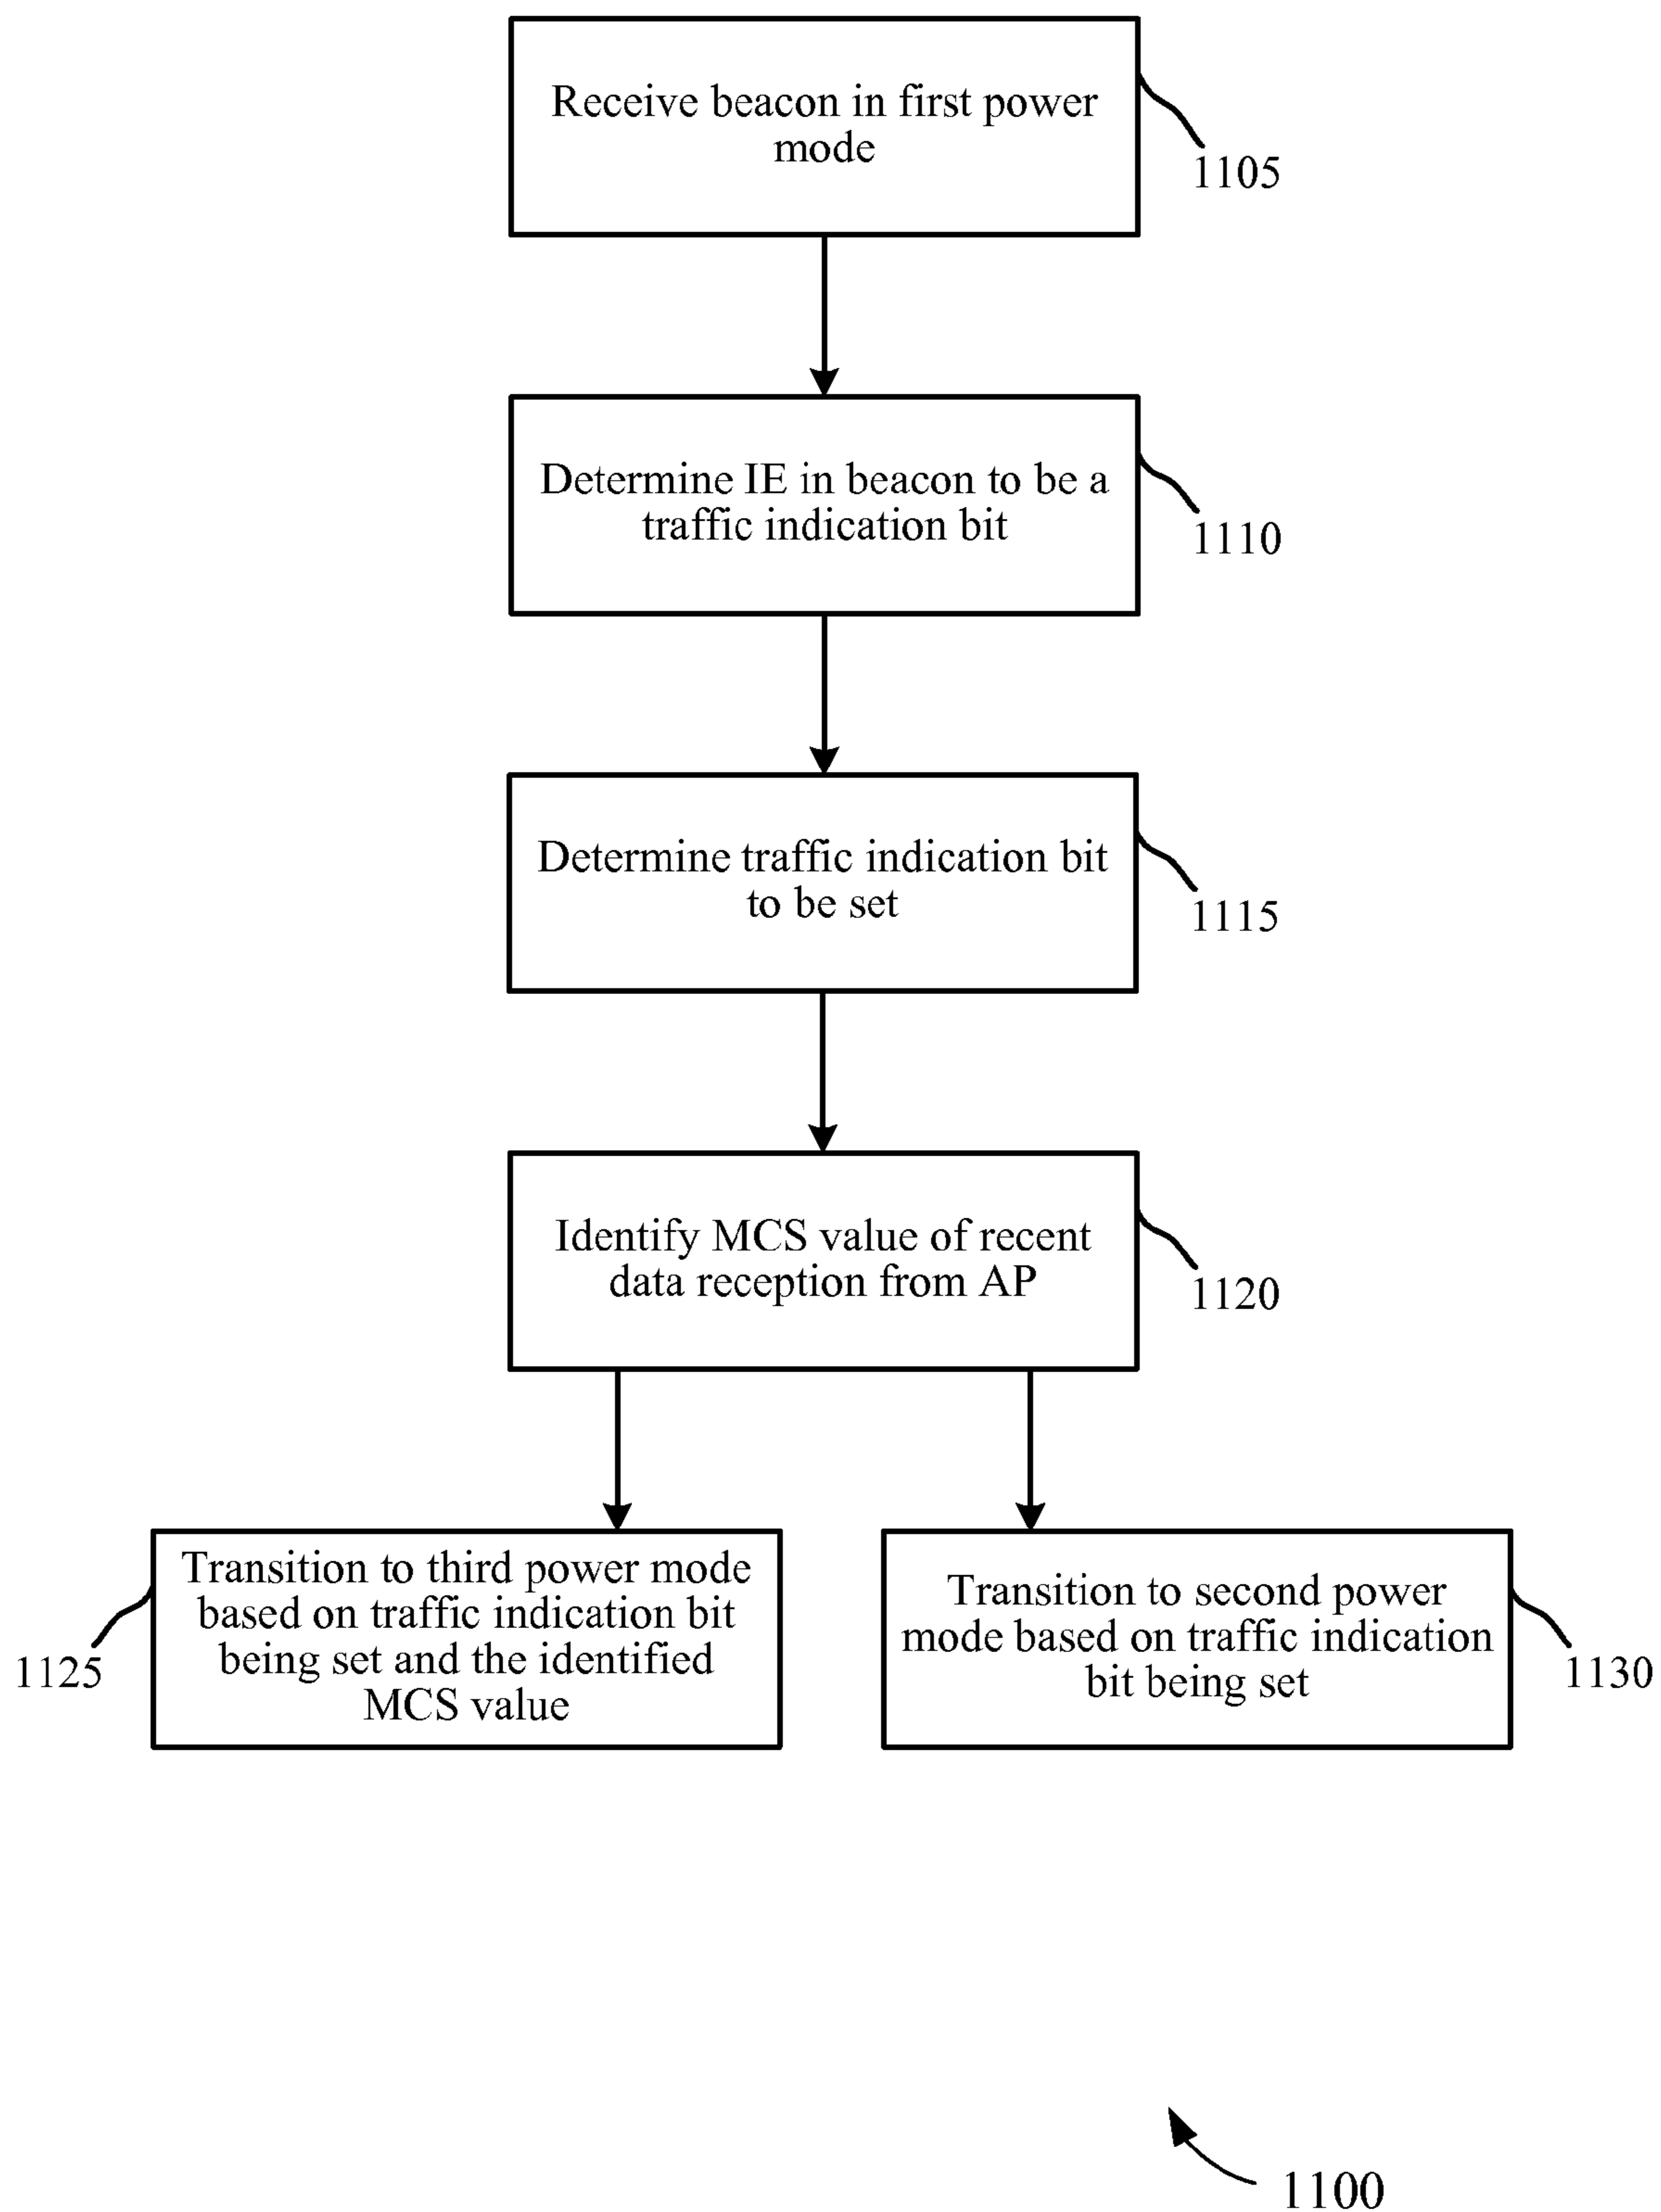 Receive beacon in first power
mode
1105
Determine IE in beacon to be a
traffic indication bit
1110
Determine traffic indication bit
to be set
1115
Identify MCS value of recent
data reception from AP
1120
Transition to third power mode
based on traffic indication bit
being set and the identified
MCS value
1125
Transition to second power
mode based on traffic indication
bit being set
1130
1100